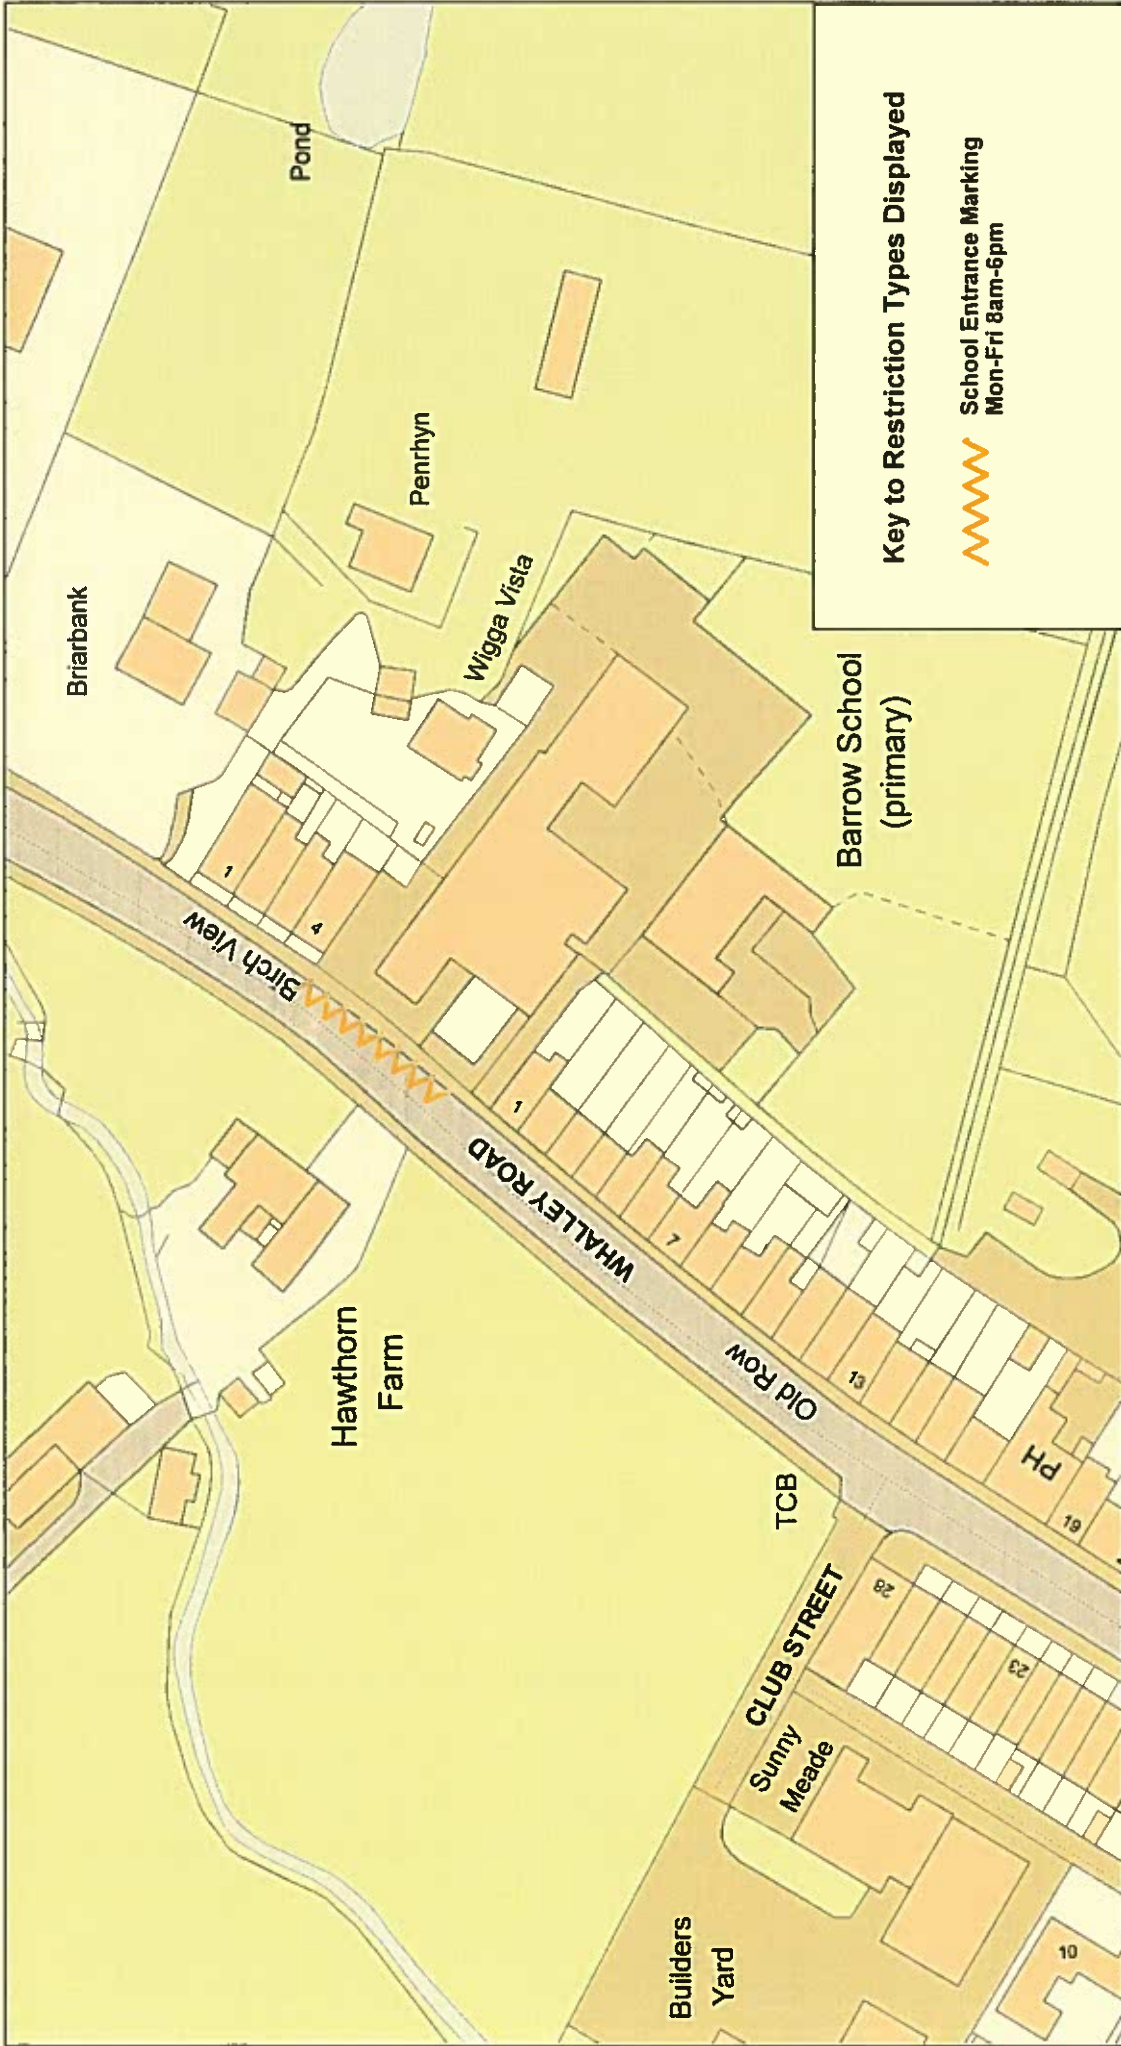 Pond
Briarbank
Penrhyn
Wigga Vista
Birch View
1
4
Barrow School
(primary)
WHALLEY ROAD
1
7
13
Old Row
PH
19
Hawthorn
Farm
TCB
CLUB STREET
28
23
Sunny
Meade
Builders
Yard
10
Key to Restriction Types Displayed
School Entrance Marking
Mon-Fri 8am-6pm